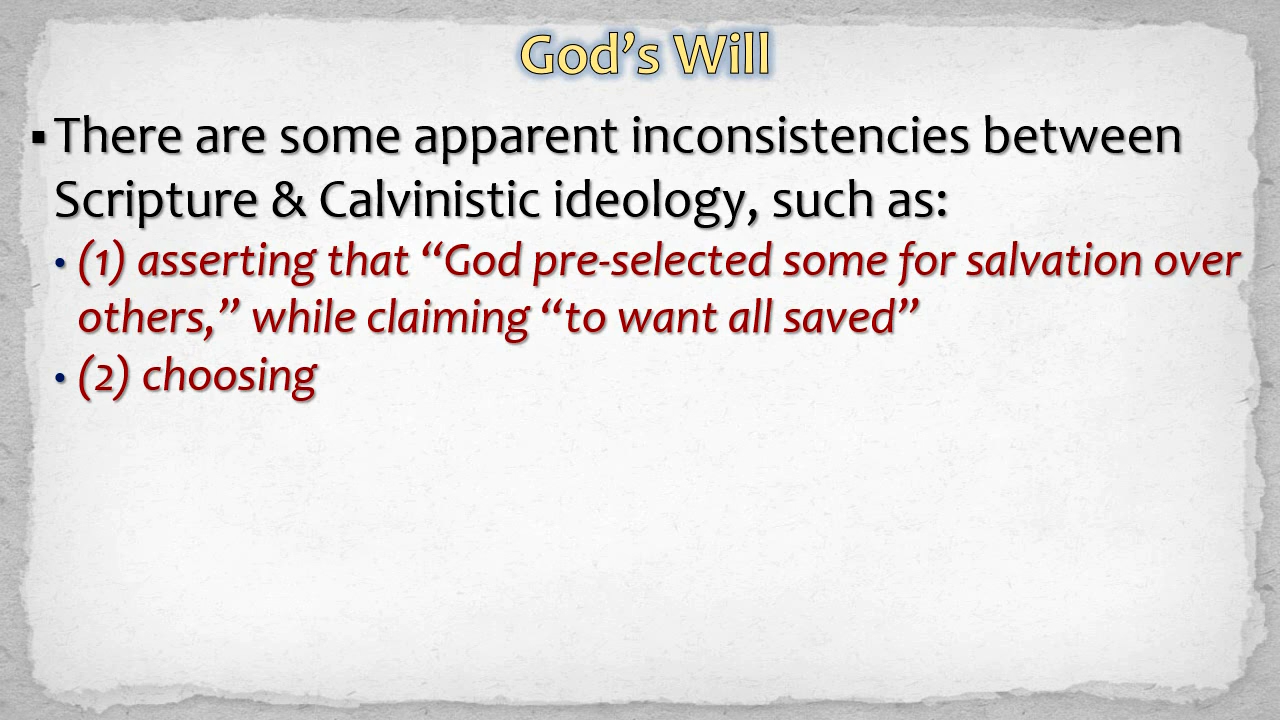 God’s Will
▪There are some apparent inconsistencies between
Scripture & Calvinistic ideology, such as:
• (1) asserting that “God pre-selected some for salvation over
others,” while claiming “to want all saved”
• (2) choosing